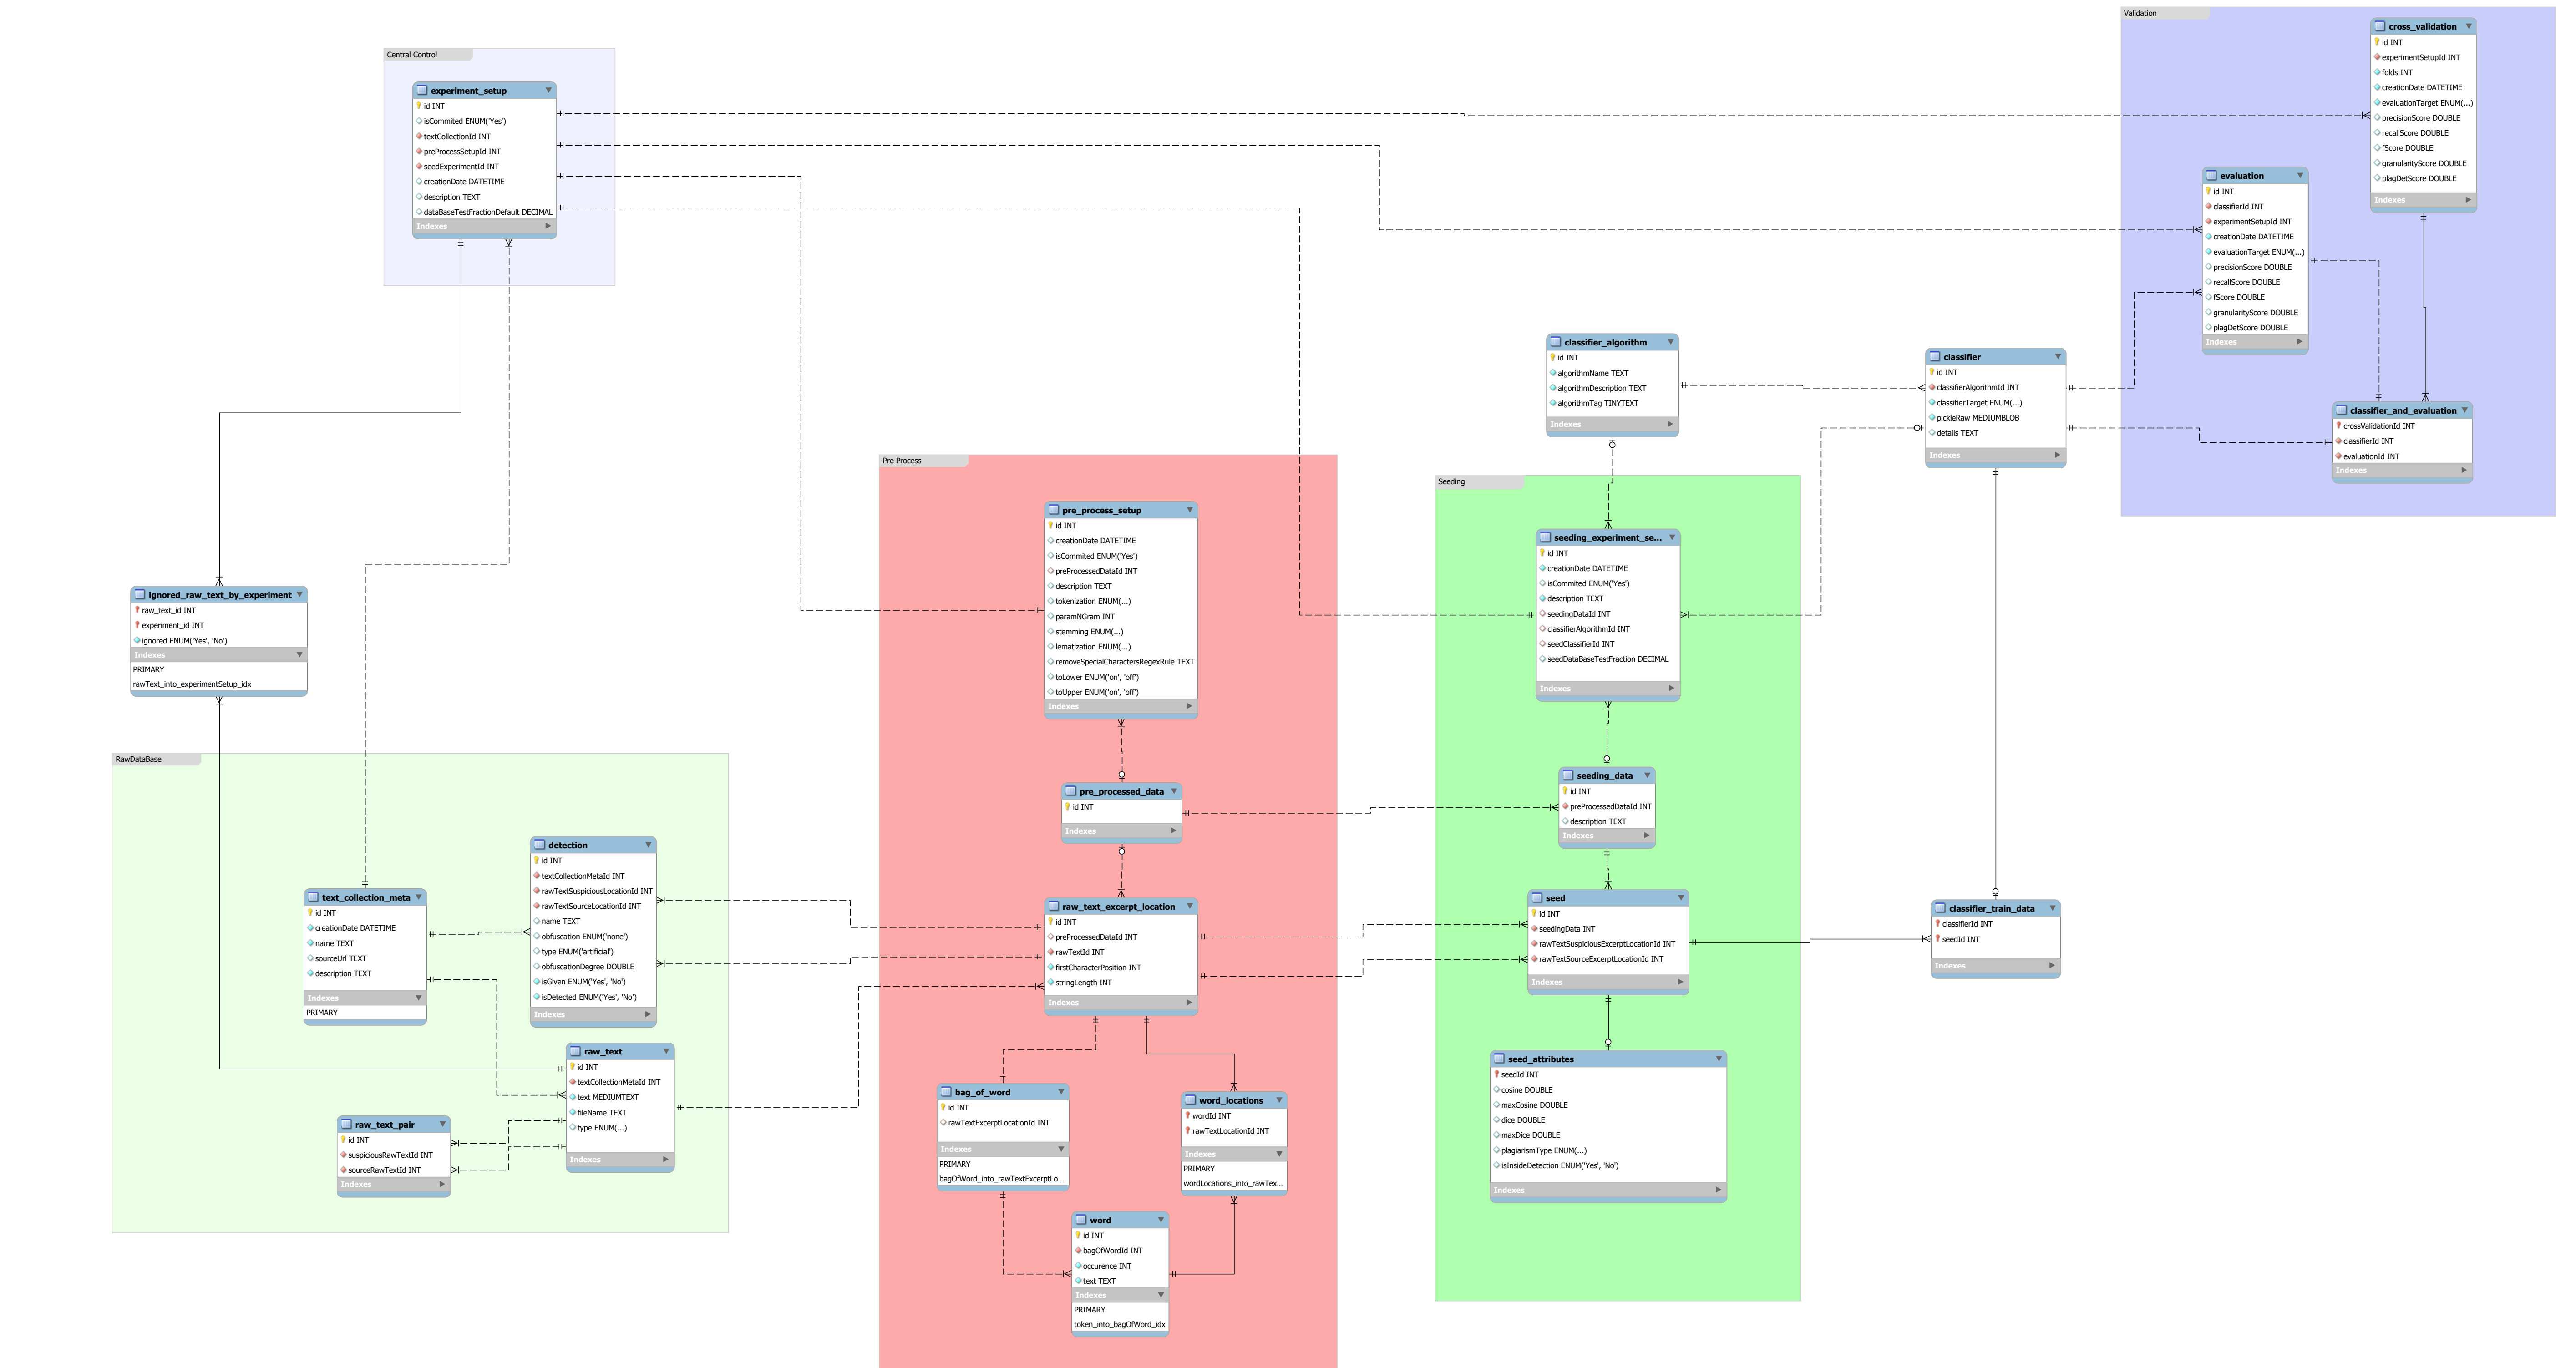 Central Control
experiment_setup
id INT
isCommited ENUM('Yes')
textCollectionId INT
preProcessSetupId INT
seedExperimentId INT
creationDate DATETIME
description TEXT
dataBaseTestFractionDefault DECIMAL
Indexes
Validation
cross_validation
id INT
experimentSetupId INT
folds INT
creationDate DATETIME
evaluationTarget ENUM(...)
precisionScore DOUBLE
recallScore DOUBLE
fScore DOUBLE
granularityScore DOUBLE
plagDetScore DOUBLE
Indexes
evaluation
id INT
classifierId INT
experimentSetupId INT
creationDate DATETIME
evaluationTarget ENUM(...)
precisionScore DOUBLE
recallScore DOUBLE
fScore DOUBLE
granularityScore DOUBLE
plagDetScore DOUBLE
Indexes
classifier_and_evaluation
crossValidationId INT
classifierId INT
evaluationId INT
Indexes
classifier_algorithm
id INT
algorithmName TEXT
algorithmDescription TEXT
algorithmTag TINYTEXT
Indexes
classifier
id INT
classifierAlgorithmId INT
classifierTarget ENUM(...)
pickleRaw MEDIUMBLOB
details TEXT
Indexes
ignored_raw_text_by_experiment
raw_text_id INT
experiment_id INT
ignored ENUM('Yes', 'No')
Indexes
PRIMARY
rawText_into_experimentSetup_idx
Pre Process
pre_process_setup
id INT
creationDate DATETIME
isCommited ENUM('Yes')
preProcessedDataId INT
description TEXT
tokenization ENUM(...)
paramNGram INT
stemming ENUM(...)
lematization ENUM(...)
removeSpecialCharactersRegexRule TEXT
toLower ENUM('on', 'off')
toUpper ENUM('on', 'off')
Indexes
pre_processed_data
id INT
Indexes
raw_text_excerpt_location
id INT
preProcessedDataId INT
rawTextId INT
firstCharacterPosition INT
stringLength INT
Indexes
bag_of_word
id INT
rawTextExcerptLocationId INT
Indexes
PRIMARY
bagOfWord_into_rawTextExcerptLo...
word_locations
wordId INT
rawTextLocationId INT
Indexes
PRIMARY
wordLocations_into_rawTex...
word
id INT
bagOfWordId INT
occurence INT
text TEXT
Indexes
PRIMARY
token_into_bagOfWord_idx
Seeding
seeding_experiment_se...
id INT
creationDate DATETIME
isCommited ENUM('Yes')
description TEXT
seedingDataId INT
classifierAlgorithmId INT
seedClassifierId INT
seedDataBaseTestFraction DECIMAL
Indexes
seeding_data
id INT
preProcessedDataId INT
description TEXT
Indexes
seed
id INT
seedingData INT
rawTextSuspiciousExcerptLocationId INT
rawTextSourceExcerptLocationId INT
Indexes
seed_attributes
seedId INT
cosine DOUBLE
maxCosine DOUBLE
dice DOUBLE
maxDice DOUBLE
plagiarismType ENUM(...)
isInsideDetection ENUM('Yes', 'No')
Indexes
classifier_train_data
classifierId INT
seedId INT
Indexes
RawDataBase
text_collection_meta
id INT
creationDate DATETIME
name TEXT
sourceUrl TEXT
description TEXT
Indexes
PRIMARY
detection
id INT
textCollectionMetaId INT
rawTextSuspiciousLocationId INT
rawTextSourceLocationId INT
name TEXT
obfuscation ENUM('none')
type ENUM('artificial')
obfuscationDegree DOUBLE
isGiven ENUM('Yes', 'No')
isDetected ENUM('Yes', 'No')
Indexes
raw_text
id INT
textCollectionMetaId INT
text MEDIUMTEXT
fileName TEXT
type ENUM(...)
Indexes
raw_text_pair
id INT
suspiciousRawTextId INT
sourceRawTextId INT
Indexes